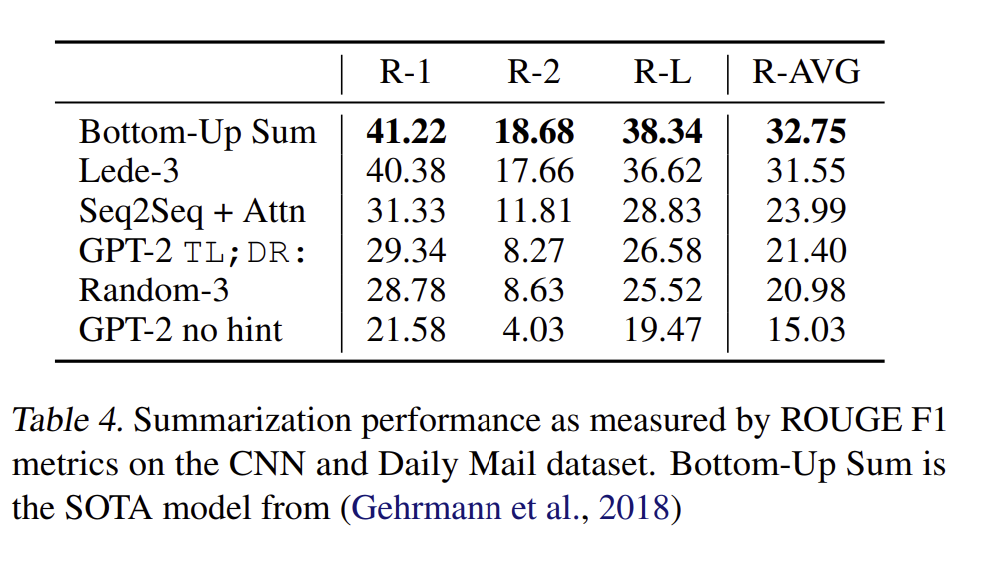 R-1 R-2 R-L R-AVG
Bottom-Up Sum 41.22 18.68 38.34 32.75
Lede-3 40.38 17.66 36.62 31.55
Seq2Seq + Attn 31.33 11.81 28.83 23.99
GPT-2 TL;DR: 29.34 8.27 26.58 21.40
Random-3 28.78 8.63 25.52 20.98
GPT-2 no hint 21.58 4.03 19.47 15.03
Table 4. Summarization performance as measured by ROUGE F1
metrics on the CNN and Daily Mail dataset. Bottom-Up Sum is
the SOTA model from (Gehrmann et al., 2018)